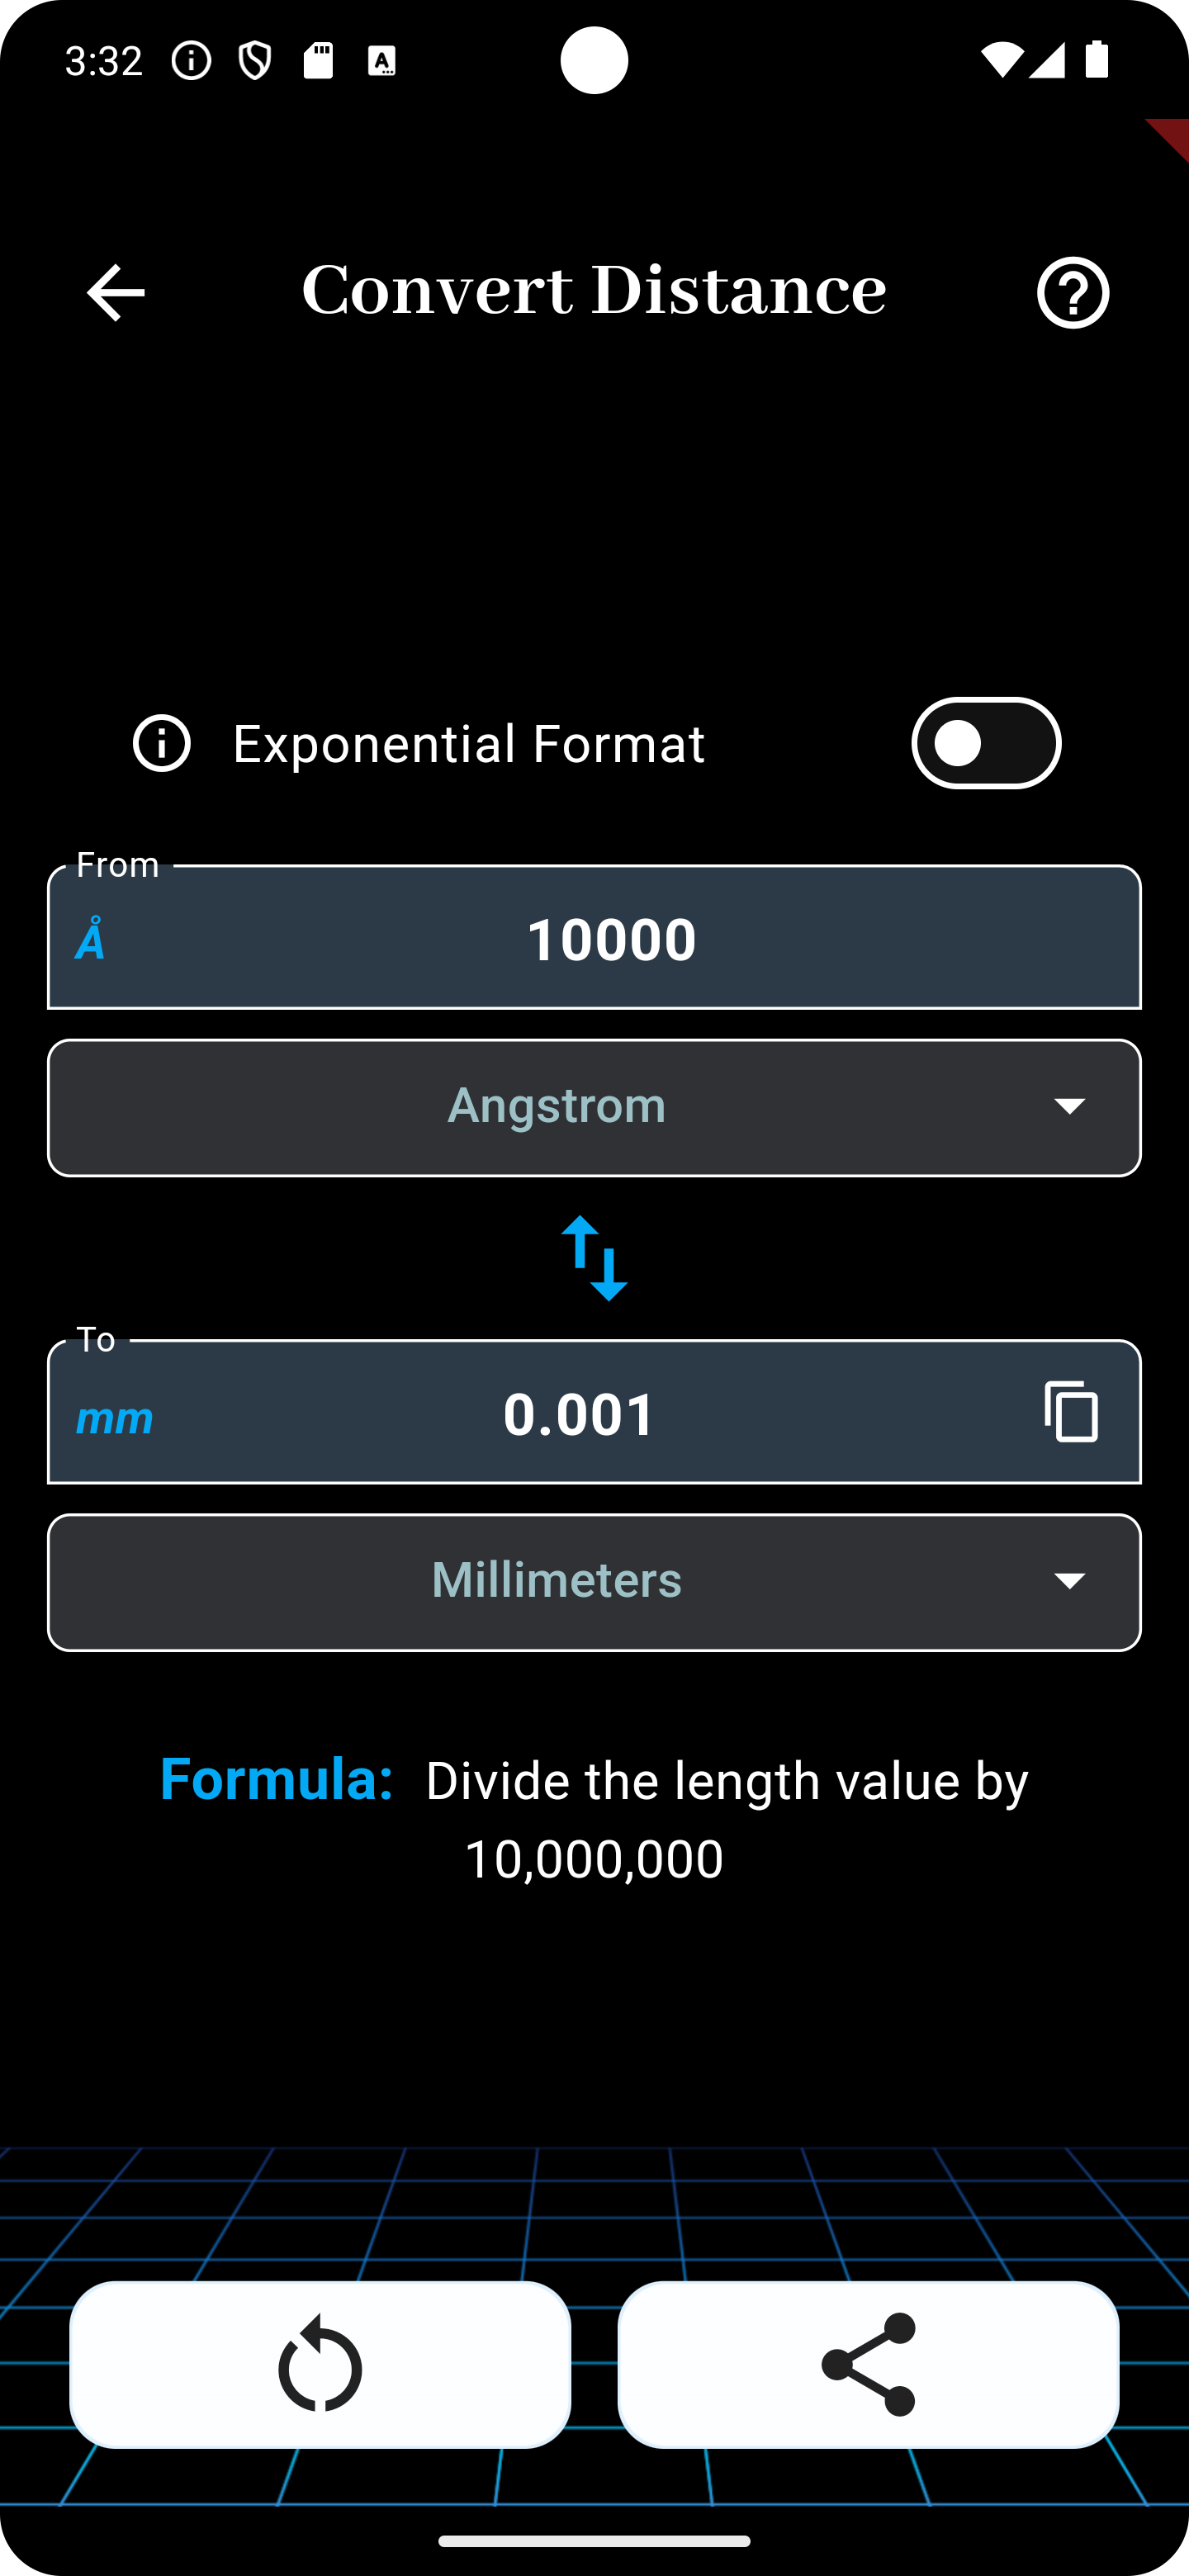 3:32
Convert Distance
Exponential Format
From
Å
10000
Angstrom
To
mm
0.001
Millimeters
Formula: Divide the length value by
10,000,000